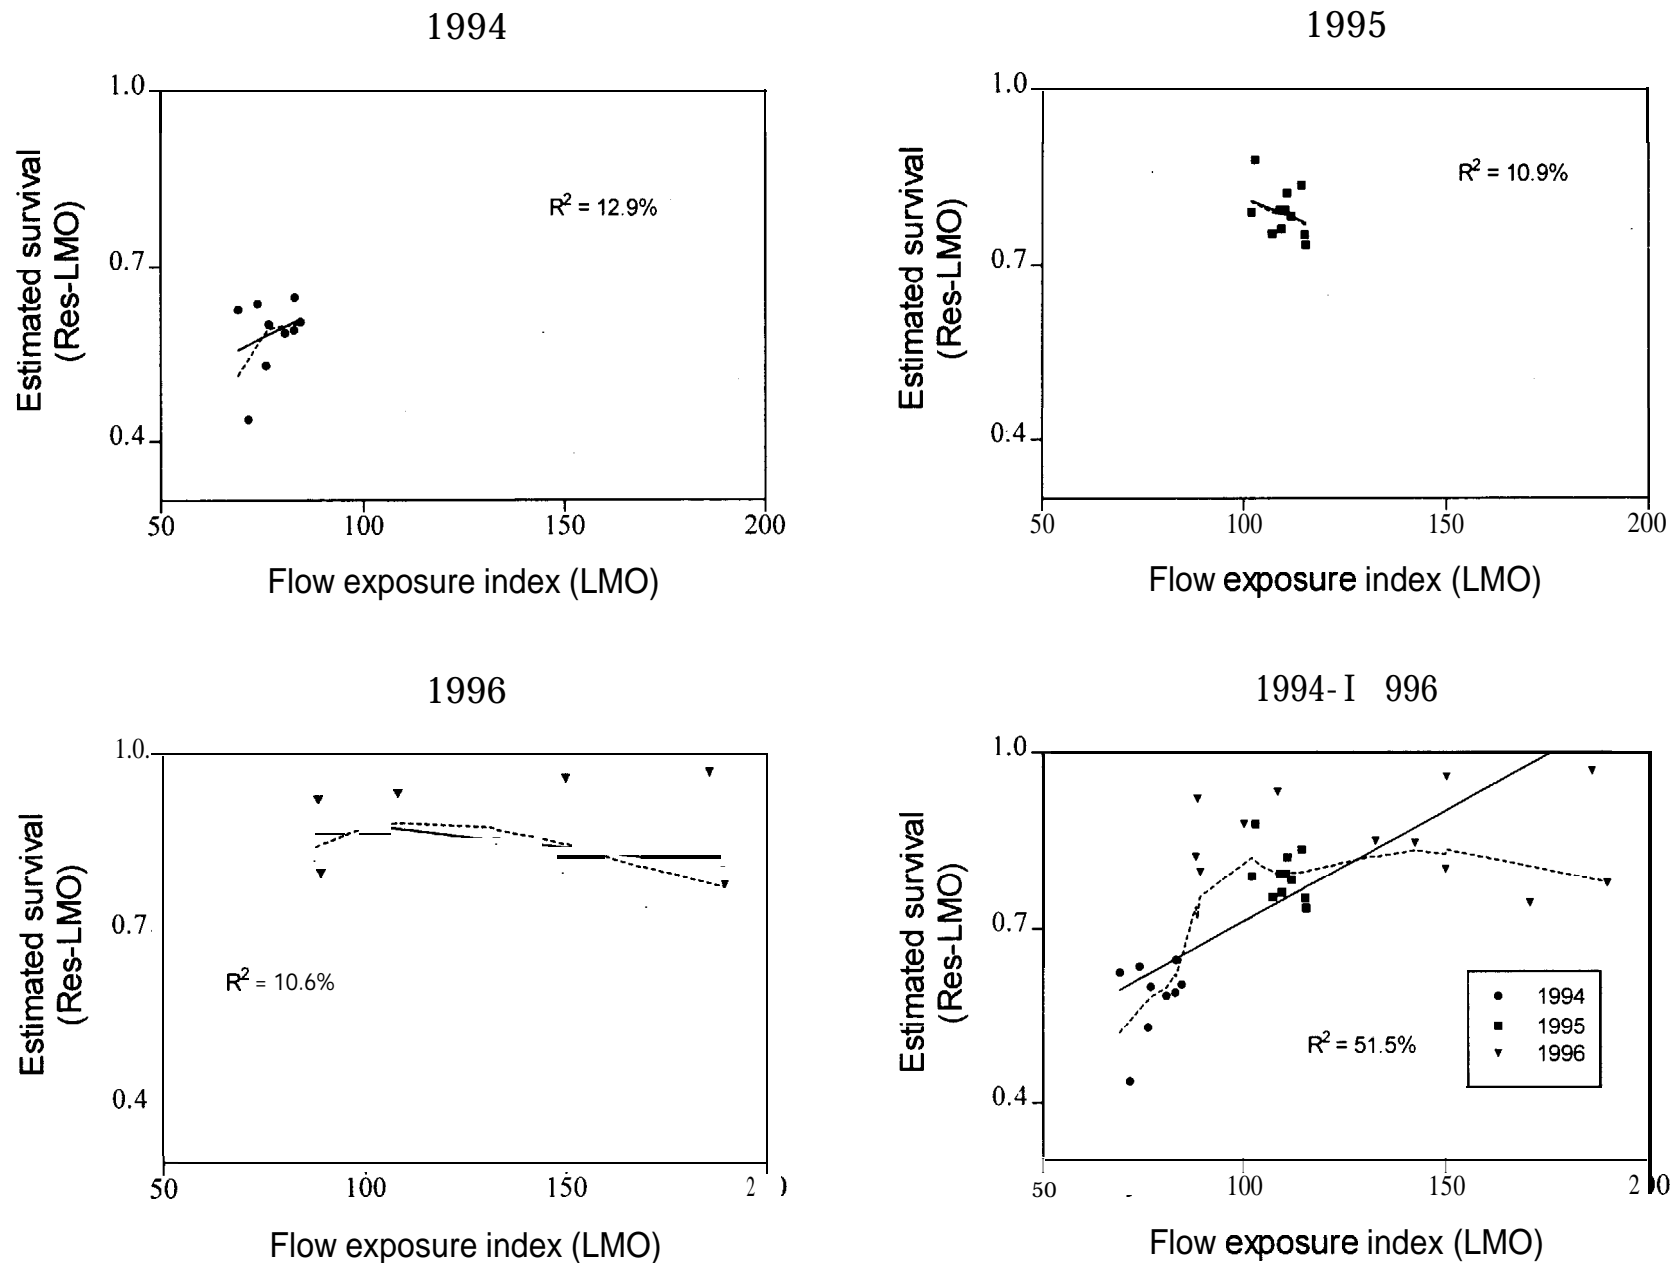 1994
1.0
0.7
0.4
Estimated survival
(Res-LMO)
R² = 12.9%
50 100 150 200
Flow exposure index (LMO)
1995
1.0
0.7
0.4
Estimated survival
(Res-LMO)
R² = 10.9%
50 100 150 200
Flow exposure index (LMO)
1996
1.0
0.7
0.4
Estimated survival
(Res-LMO)
R² = 10.6%
50 100 150
Flow exposure index (LMO)
1994-I 996
1.0
0.7
0.4
Estimated survival
(Res-LMO)
R² = 51.5%
1994
1995
1996
50 100 150
Flow exposure index (LMO)